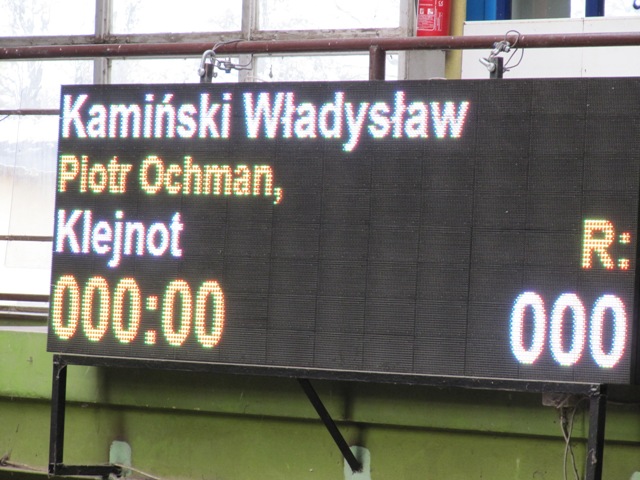 Kamiński Władysław
Piotr Ochman,
Klejnot
R:
000:00
000